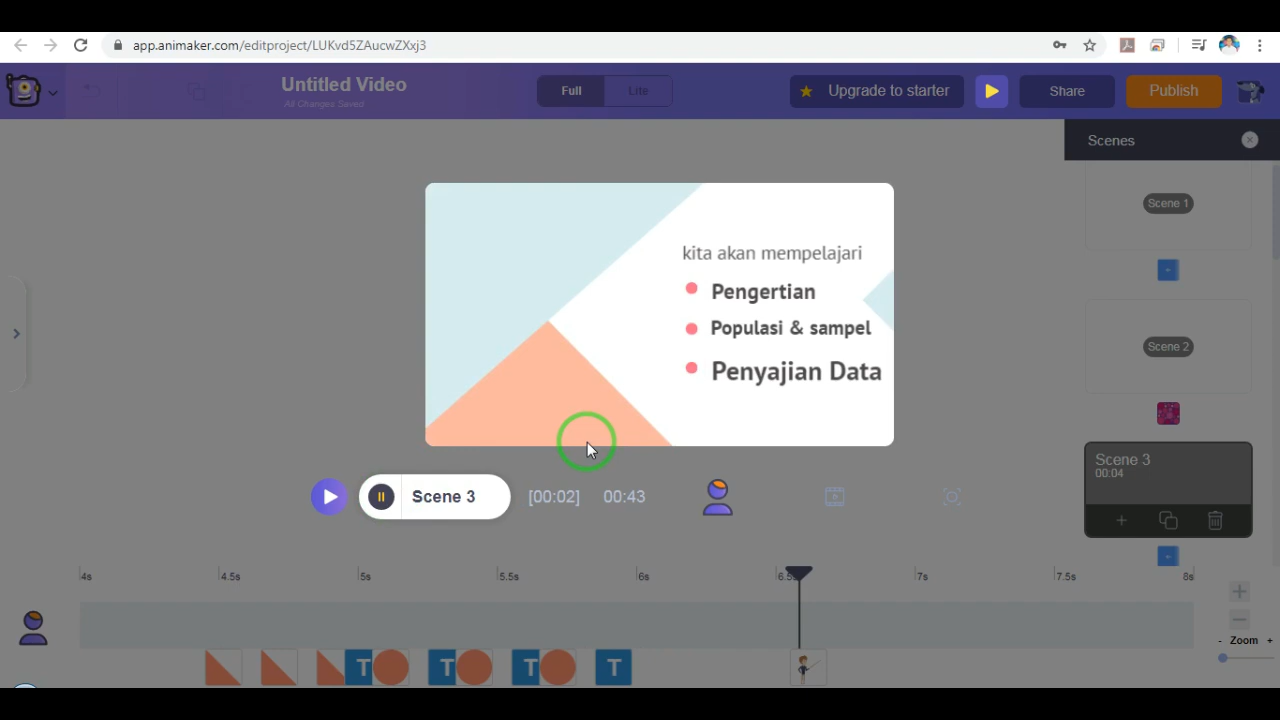 app.animaker.com/editproject/LUKvd5ZAucwZXxj3
Untitled Video
All Changes Saved
Full
Lite
Upgrade to starter
Share
Publish
Scenes
Scene 1
kita akan mempelajari
Pengertian
Populasi & sampel
Penyajian Data
Scene 2
Scene 3
00:04
Scene 3
[00:02]
00:43
4s
4.5s
5s
5.5s
6s
6.5s
7s
7.5s
8s
- Zoom +
T
T
T
T